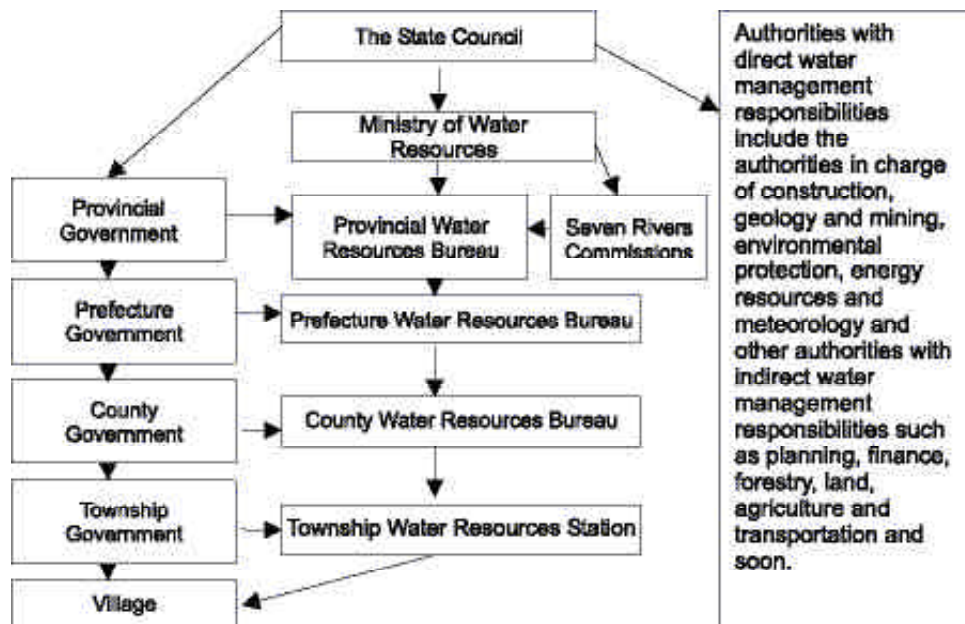 The State Council
Ministry of Water
Resources
Provincial
Government
Provincial Water
Resources Bureau
Seven Rivers
Commissions
Prefecture
Government
Prefecture Water Resources Bureau
County
Government
County Water Resources Bureau
Township
Government
Township Water Resources Station
Village
Authorities with
direct water
management
responsibilities
include the
authorities in charge
of construction,
geology and mining,
environmental
protection, energy
resources and
meteorology and
other authorities with
indirect water
management
responsibilities such
as planning, finance,
forestry, land,
agriculture and
transportation and
soon.